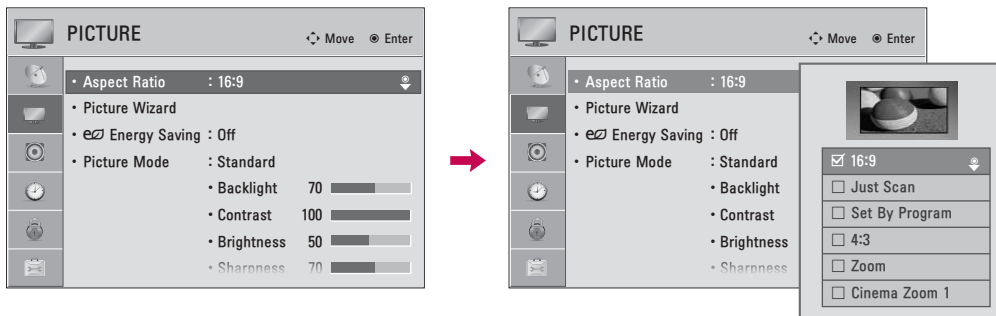 PICTURE
Move Enter
• Aspect Ratio : 16:9
• Picture Wizard
• e Energy Saving : Off
• Picture Mode : Standard
• Backlight 70
• Contrast 100
• Brightness 50
• Sharpness 70
PICTURE
Move Enter
• Aspect Ratio : 16:9
• Picture Wizard
• e Energy Saving : Off
• Picture Mode : Standard
• Backlight
• Contrast
• Brightness
• Sharpness
☑ 16:9
☐ Just Scan
☐ Set By Program
☐ 4:3
☐ Zoom
☐ Cinema Zoom 1